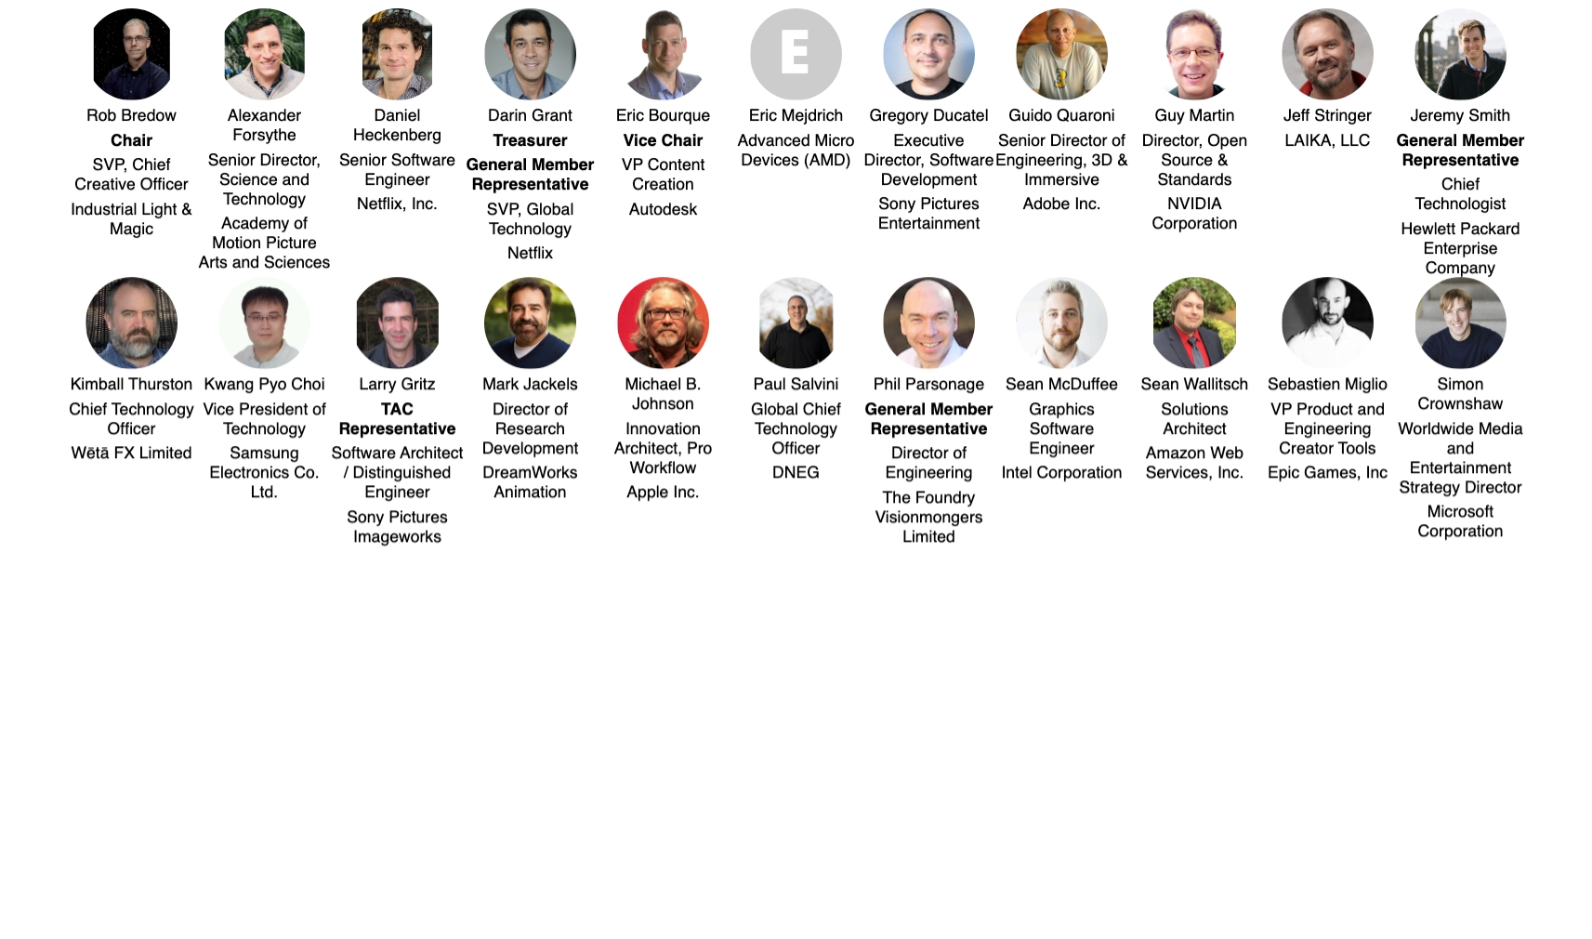 E
Rob Bredow
Chair
SVP, Chief
Creative Officer
Industrial Light &
Magic
Alexander
Forsythe
Senior Director,
Science and
Technology
Academy of
Motion Picture
Arts and Sciences
Daniel
Heckenberg
Senior Software
Engineer
Netflix, Inc.
Darin Grant
Treasurer
General Member
Representative
SVP, Global
Technology
Netflix
Eric Bourque
Vice Chair
VP Content
Creation
Autodesk
Eric Mejdrich
Advanced Micro
Devices (AMD)
Gregory Ducatel
Executive
Director, Software
Development
Sony Pictures
Entertainment
Guido Quaroni
Senior Director of
Engineering, 3D &
Immersive
Adobe Inc.
Guy Martin
Director, Open
Source &
Standards
NVIDIA
Corporation
Jeff Stringer
LAIKA, LLC
Jeremy Smith
General Member
Representative
Chief
Technologist
Hewlett Packard
Enterprise
Company
Kimball Thurston
Chief Technology
Officer
Wētā FX Limited
Kwang Pyo Choi
Vice President of
Technology
Samsung
Electronics Co.
Ltd.
Larry Gritz
TAC
Representative
Software Architect
/ Distinguished
Engineer
Sony Pictures
Imageworks
Mark Jackels
Director of
Research
Development
DreamWorks
Animation
Michael B.
Johnson
Innovation
Architect, Pro
Workflow
Apple Inc.
Paul Salvini
Global Chief
Technology
Officer
DNEG
Phil Parsonage
General Member
Representative
Director of
Engineering
The Foundry
Visionmongers
Limited
Sean McDuffee
Graphics
Software
Engineer
Intel Corporation
Sean Wallitsch
Solutions
Architect
Amazon Web
Services, Inc.
Sebastien Miglio
VP Product and
Engineering
Creator Tools
Epic Games, Inc
Simon
Crownshaw
Worldwide Media
and
Entertainment
Strategy Director
Microsoft
Corporation